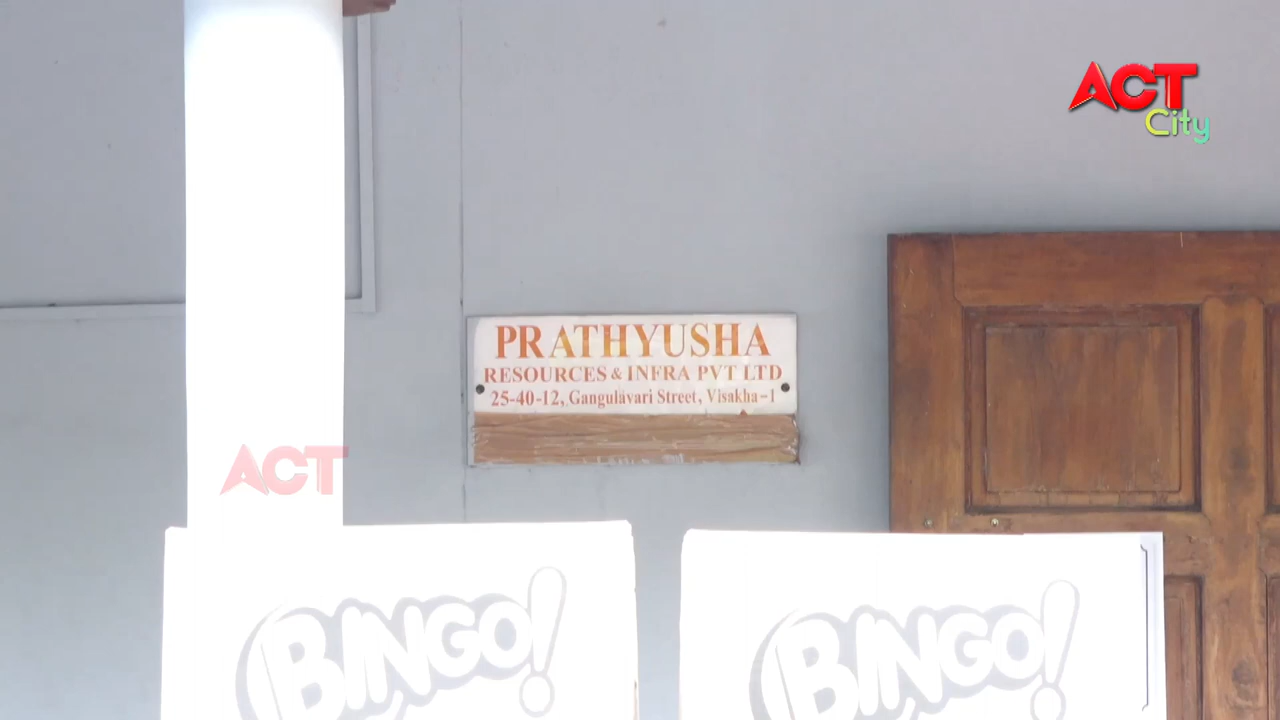 ACT
City
PRATHYUSHA
RESOURCES & INFRA PVT LTD
25-40-12, Gangulavari Street, Visakha-1
ACT
BINGO!
BINGO!